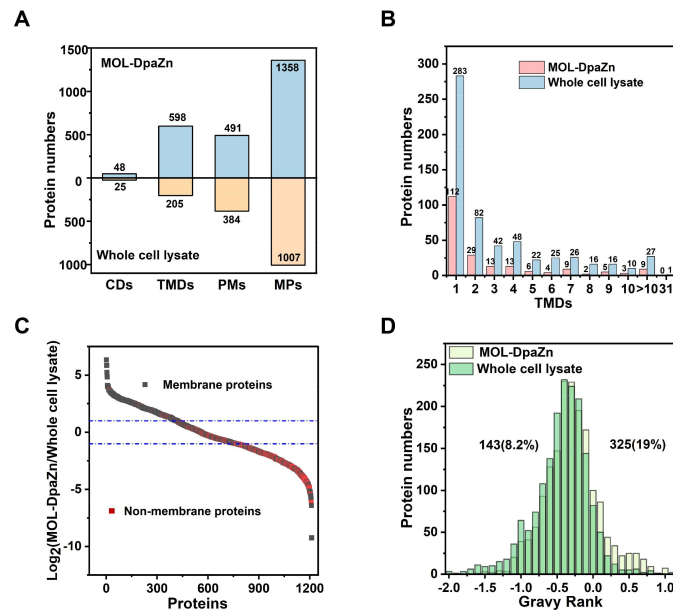 A
MOL-DpaZn
Whole cell lysate
Protein numbers
1500
1000
500
0
500
1000
48
598
491
1358
25
205
384
1007
CDs TMDs PMs MPs
B
MOL-DpaZn
Whole cell lysate
Protein numbers
300
250
200
150
100
50
0
283
112
82
29
42
13
48
13
22
6
25
4
26
9
16
2
16
5
10
3
27
9
0 1
1 2 3 4 5 6 7 8 9 10 >10 31
TMDs
C
Log2(MOL-DpaZn/Whole cell lysate)
5
0
-5
-10
Membrane proteins
Non-membrane proteins
0 300 600 900 1200
Proteins
D
MOL-DpaZn
Whole cell lysate
Protein numbers
250
200
150
100
50
0
143(8.2%)
325(19%)
-2.0 -1.5 -1.0 -0.5 0.0 0.5 1.0
Gravy Rank